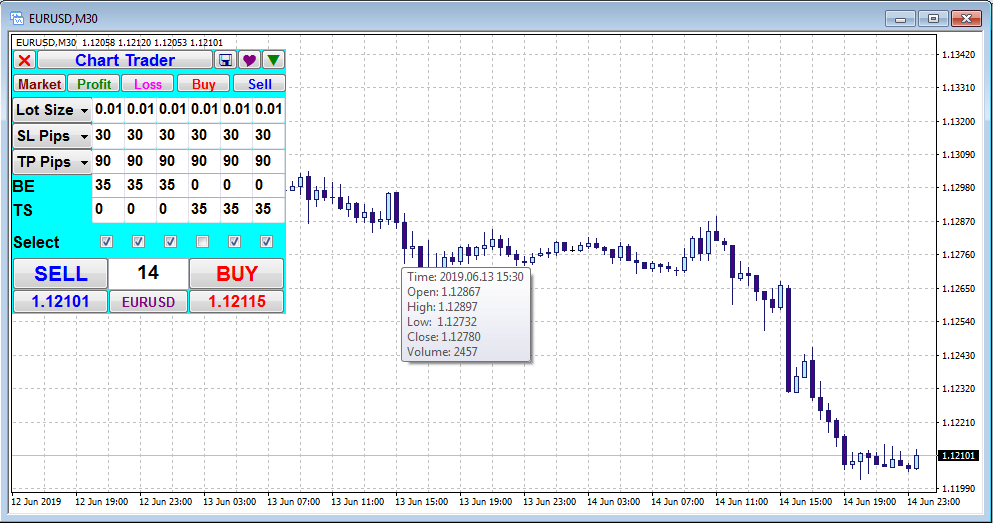 EURUSD,M30
EURUSD,M30 1.12058 1.12120 1.12053 1.12101
Chart Trader
Market Profit Loss Buy Sell
Lot Size 0.01 0.01 0.01 0.01 0.01 0.01
SL Pips 30 30 30 30 30 30
TP Pips 90 90 90 90 90 90
BE 35 35 35 0 0 0
TS 0 0 0 35 35 35
Select
SELL 14 BUY
1.12101 EURUSD 1.12115
Time: 2019.06.13 15:30
Open: 1.12867
High: 1.12897
Low: 1.12732
Close: 1.12780
Volume: 2457
1.13420
1.13310
1.13200
1.13090
1.12980
1.12870
1.12760
1.12650
1.12540
1.12430
1.12320
1.12210
1.12101
1.11990
12 Jun 2019 12 Jun 19:00 12 Jun 23:00 13 Jun 03:00 13 Jun 07:00 13 Jun 11:00 13 Jun 15:00 13 Jun 19:00 13 Jun 23:00 14 Jun 03:00 14 Jun 07:00 14 Jun 11:00 14 Jun 15:00 14 Jun 19:00 14 Jun 23:00